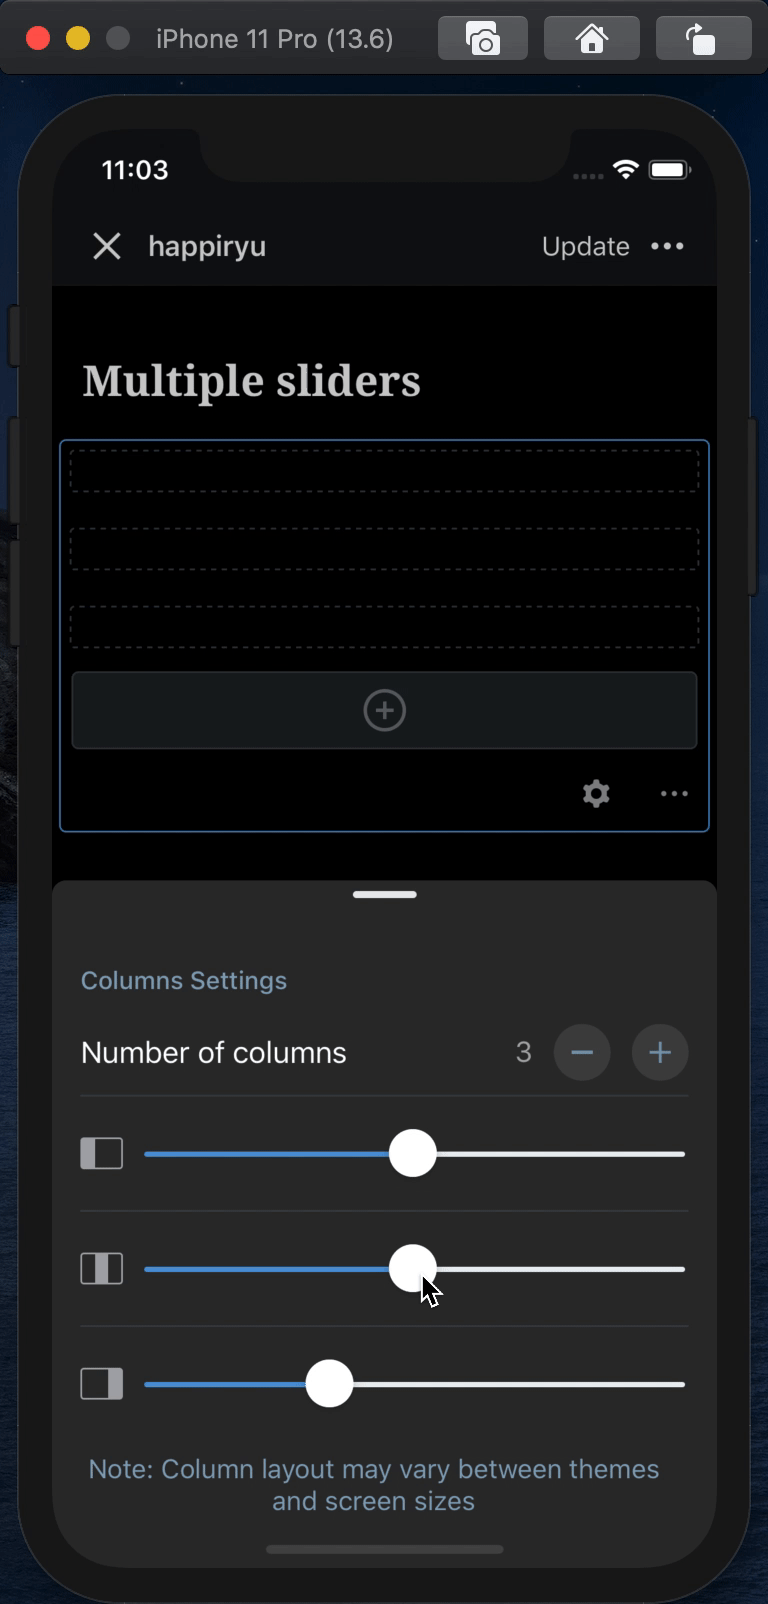 iPhone 11 Pro (13.6)
11:03
happiryu Update
Multiple sliders
Columns Settings
Number of columns 3
Note: Column layout may vary between themes
and screen sizes